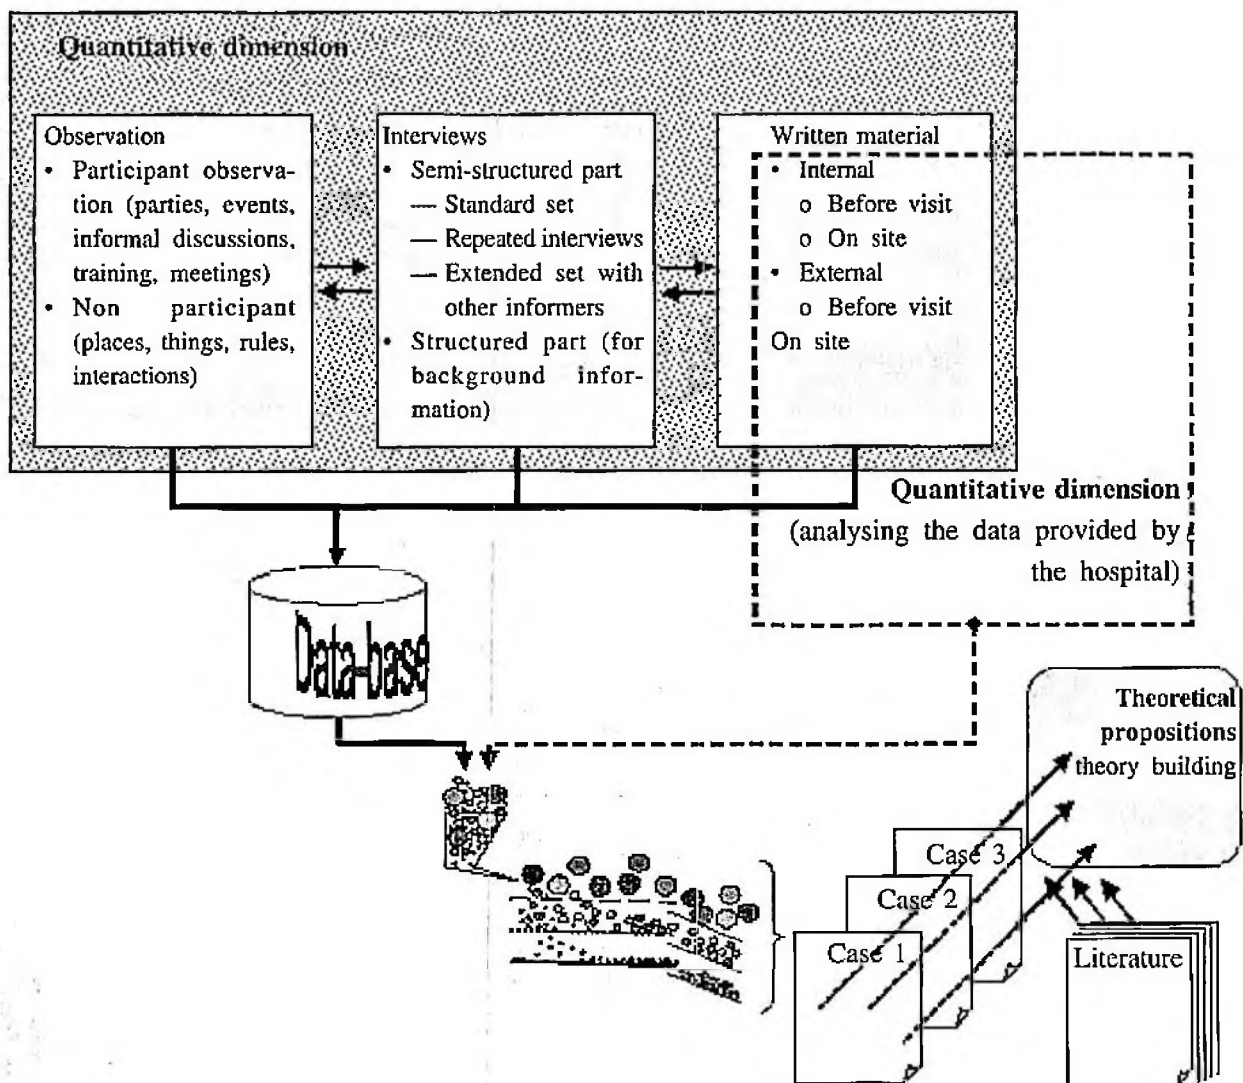 Quantitative dimension
Observation
• Participant observa-
tion (parties, events,
informal discussions,
training, meetings)
• Non participant
(places, things, rules,
interactions)
Interviews
• Semi-structured part
— Standard set
— Repeated interviews
— Extended set with
other informers
• Structured part (for
background infor-
mation)
Written material
• Internal
o Before visit
o On site
• External
o Before visit
On site
Quantitative dimension
(analysing the data provided by
the hospital)
Data-base
Theoretical
propositions
theory building
Case 3
Case 2
Case 1
Literature